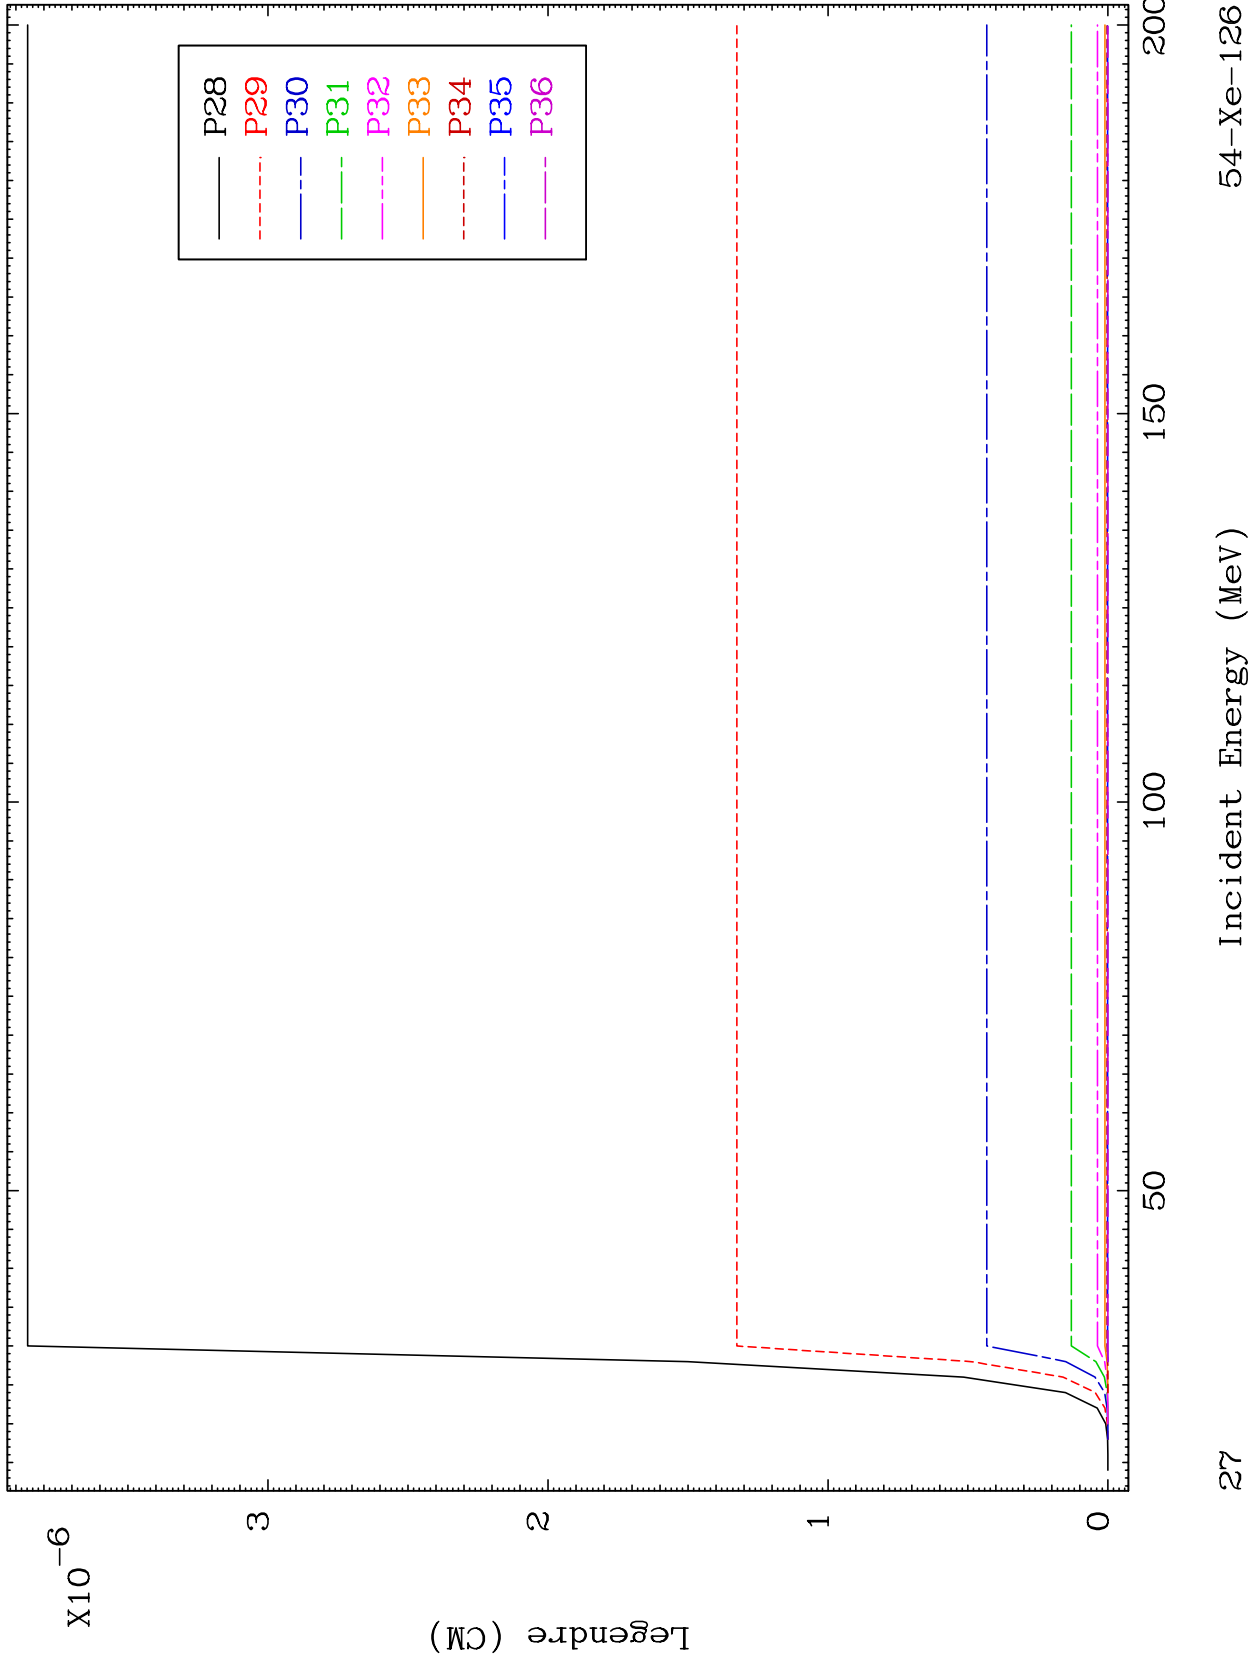 X10−6
Legendre (CM)
3
2
1
0
P28
P29
P30
P31
P32
P33
P34
P35
P36
50
100
150
200
Incident Energy (MeV)
27
54−Xe−126